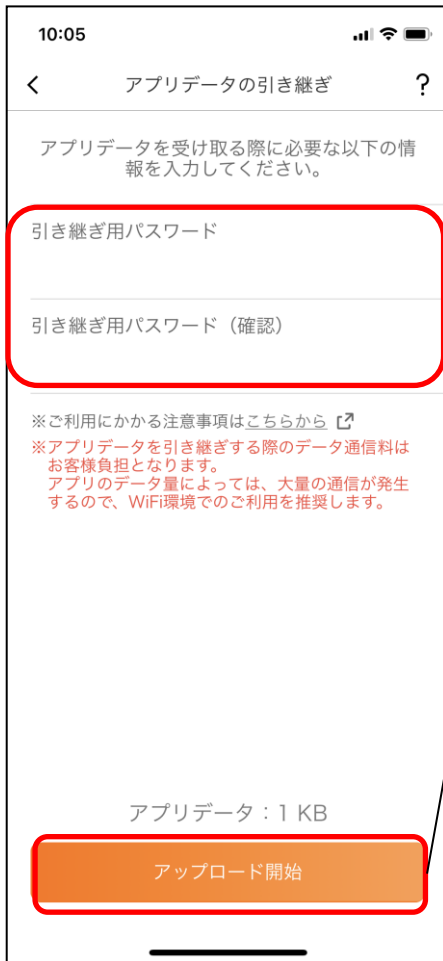 10:05
アプリデータの引き継ぎ ?
アプリデータを受け取る際に必要な以下の情
報を入力してください。
引き継ぎ用パスワード
引き継ぎ用パスワード（確認）
※ご利用にかかる注意事項はこちらから
※アプリデータを引き継ぎする際のデータ通信料は
お客様負担となります。
アプリのデータ量によっては、大量の通信が発生
するので、WiFi環境でのご利用を推奨します。
アプリデータ：1 KB
アップロード開始